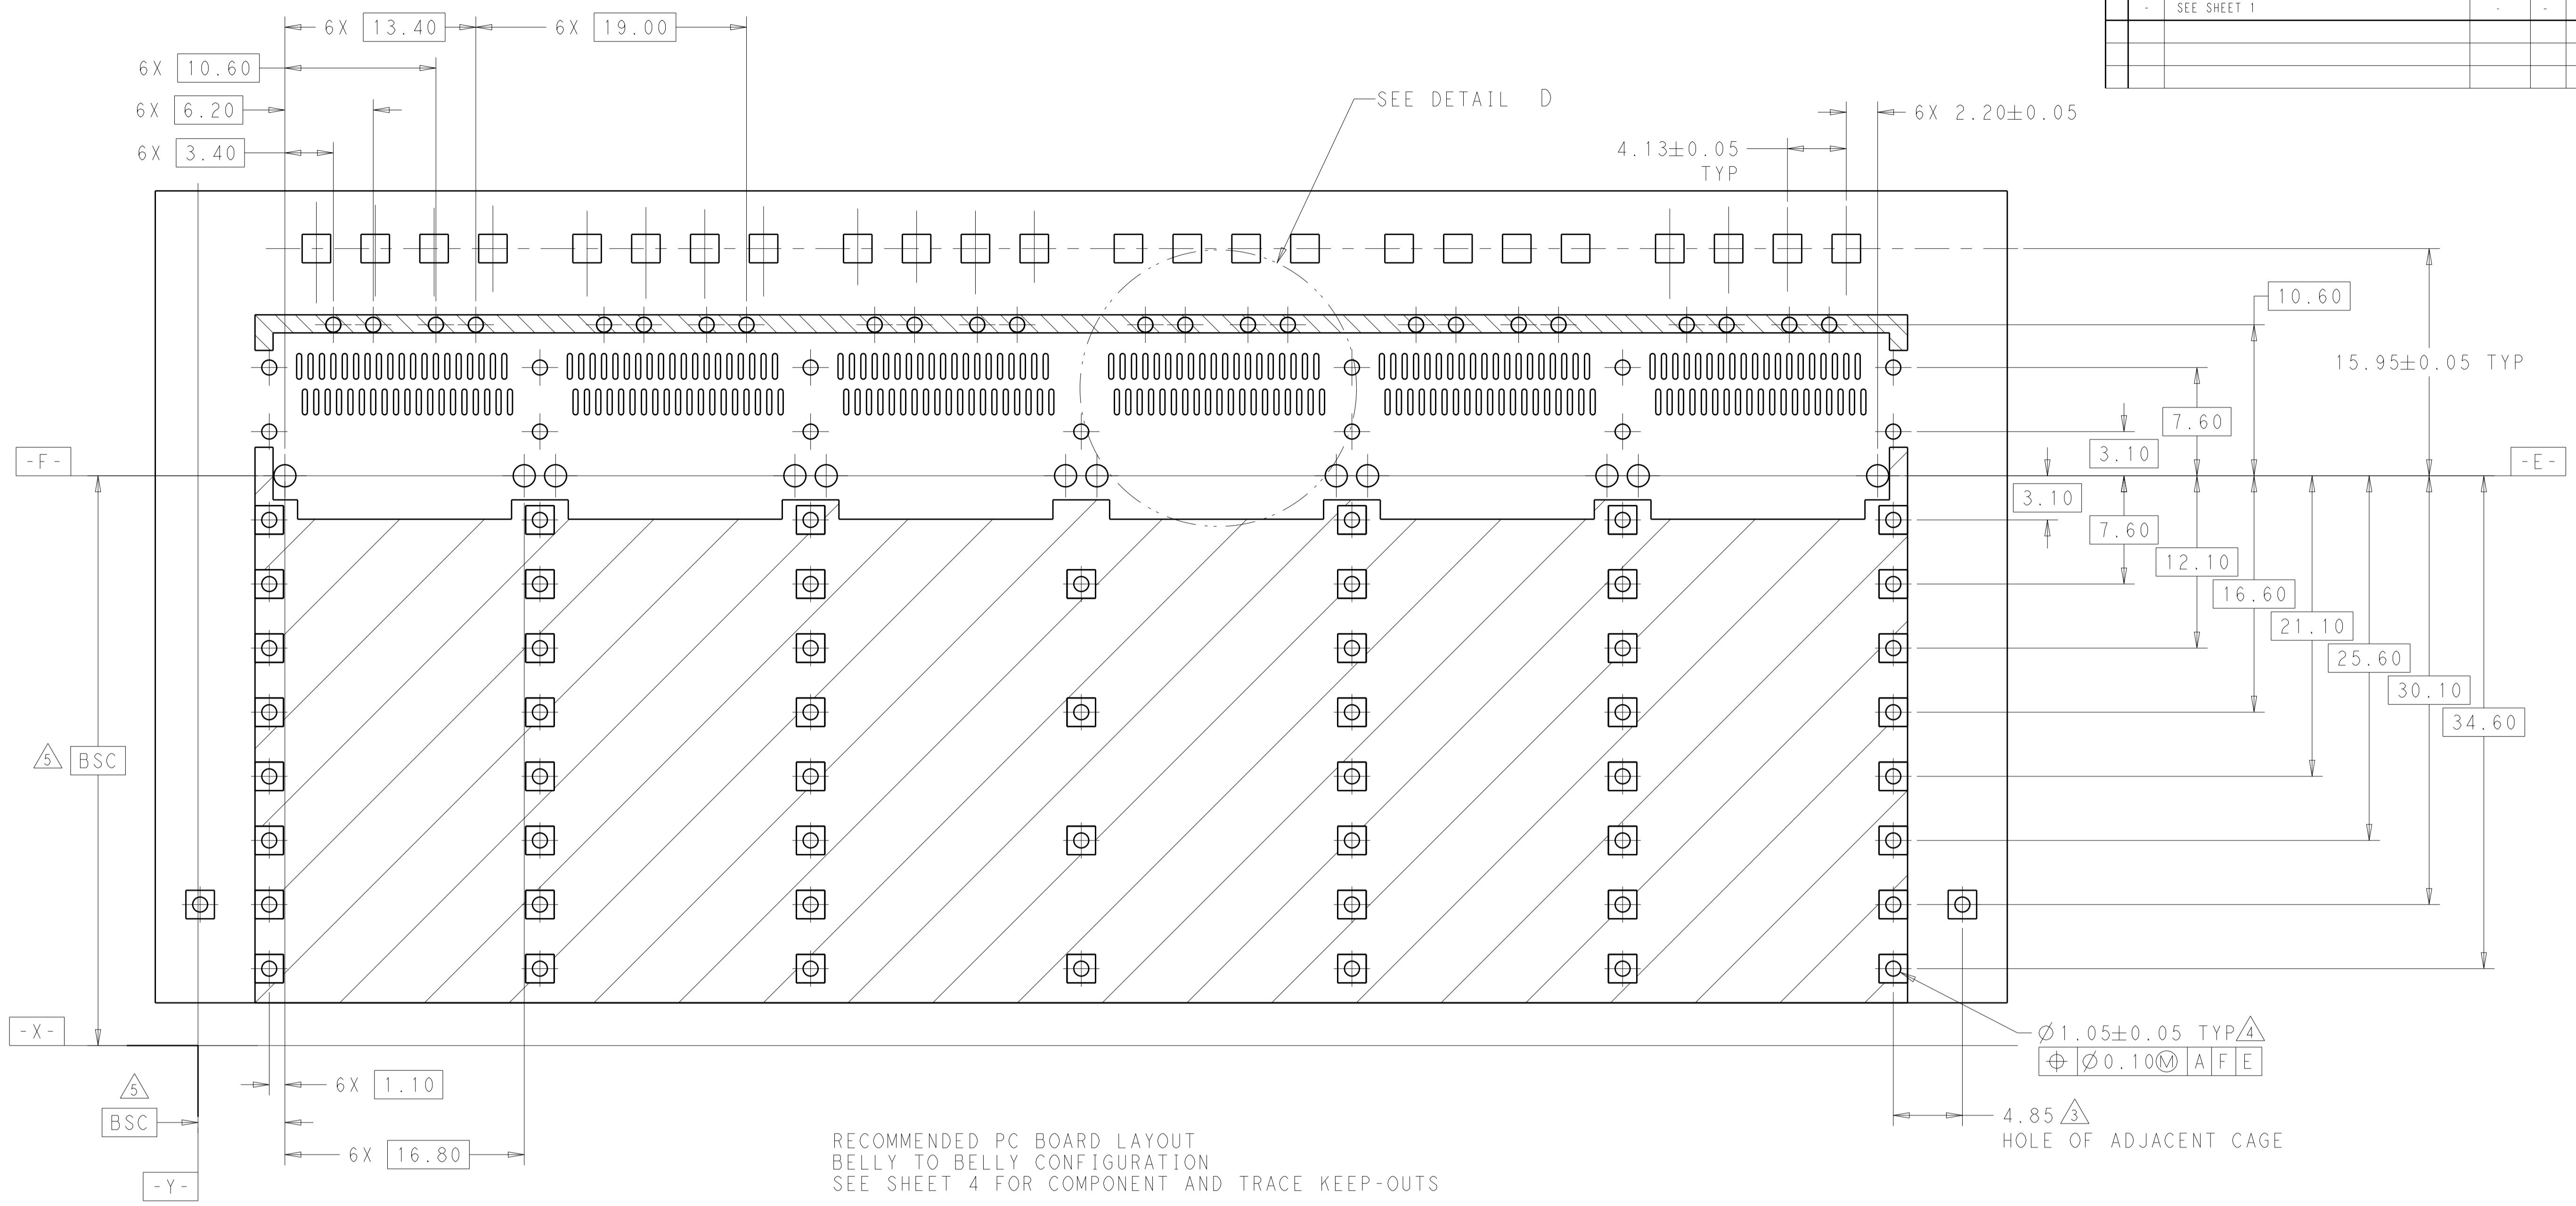 - SEE SHEET 1 - -
6X 13.40 6X 19.00
6X 10.60
6X 6.20
6X 3.40
SEE DETAIL D
6X 2.20±0.05
4.13±0.05
TYP
10.60
15.95±0.05 TYP
7.60
3.10
-F-
-E-
3.10
7.60
12.10
16.60
21.10
25.60
30.10
34.60
5 BSC
-X-
Ø1.05±0.05 TYP 4
⌖ Ø0.10Ⓜ A F E
6X 1.10
5
BSC
4.85 3
HOLE OF ADJACENT CAGE
6X 16.80
-Y-
RECOMMENDED PC BOARD LAYOUT
BELLY TO BELLY CONFIGURATION
SEE SHEET 4 FOR COMPONENT AND TRACE KEEP-OUTS